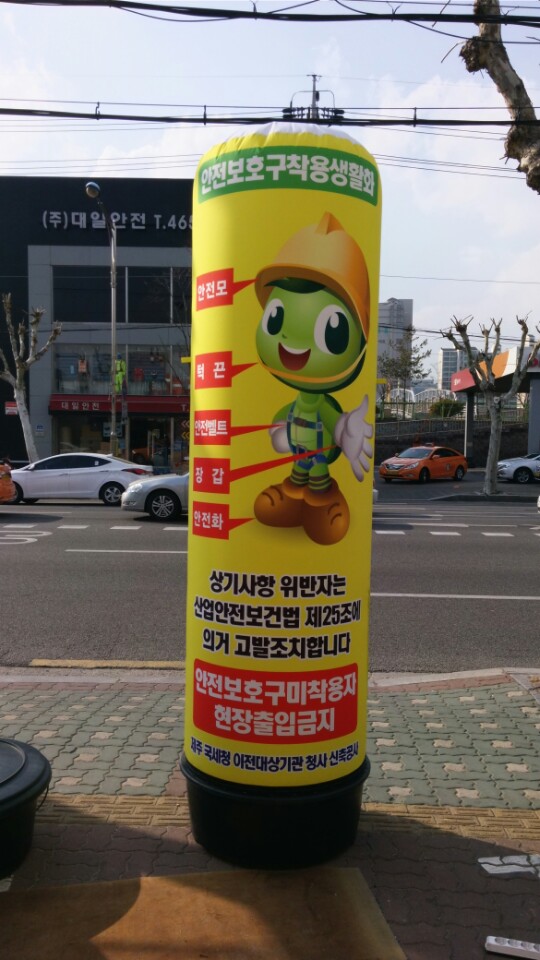 안전보호구착용생활화
(주)대일안전 T.465
안전모
턱 끈
안전벨트
대일안전
장 갑
안전화
상기사항 위반자는
산업안전보건법 제25조에
의거 고발조치합니다
안전보호구미착용자
현장출입금지
제주 국세청 이전대상기관 청사 신축공사